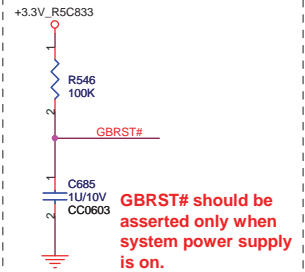 +3.3V_R5C833
1
R546
100K
2
GBRST#
1
C685
1U/10V
CC0603
2
GBRST# should be
asserted only when
system power supply
is on.